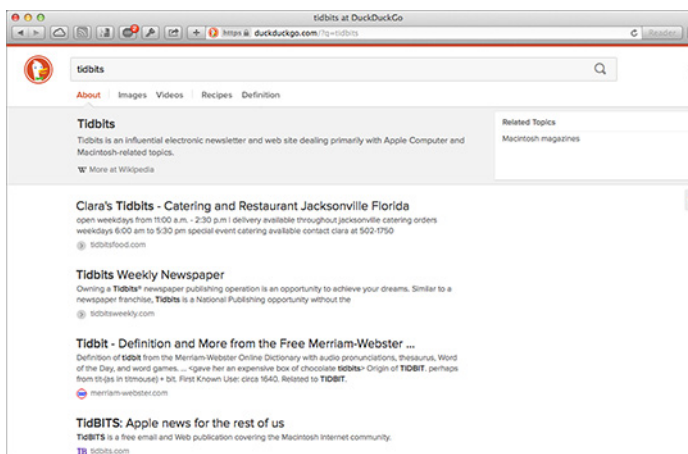 tidbits at DuckDuckGo
https duckduckgo.com/?q=tidbits
Reader
tidbits
About Images Videos Recipes Definition
Tidbits
Tidbits is an influential electronic newsletter and web site dealing primarily with Apple Computer and
Macintosh-related topics.
W More at Wikipedia
Related Topics
Macintosh magazines
Clara's Tidbits - Catering and Restaurant Jacksonville Florida
open weekdays from 11:00 a.m. - 2:30 p.m | delivery available throughout jacksonville catering orders
weekdays 6:00 am to 5:30 pm special event catering available contact clara at 502-1750
tidbitsfood.com
Tidbits Weekly Newspaper
Owning a Tidbits® newspaper publishing operation is an opportunity to achieve your dreams. Similar to a
newspaper franchise, Tidbits is a National Publishing opportunity without the
tidbitsweekly.com
Tidbit - Definition and More from the Free Merriam-Webster ...
Definition of tidbit from the Merriam-Webster Online Dictionary with audio pronunciations, thesaurus, Word
of the Day, and word games. ... <gave her an expensive box of chocolate tidbits> Origin of TIDBIT. perhaps
from tit-(as in titmouse) + bit. First Known Use: circa 1640. Related to TIDBIT.
merriam-webster.com
TidBITS: Apple news for the rest of us
TidBITS is a free email and Web publication covering the Macintosh Internet community.
TB tidbits.com